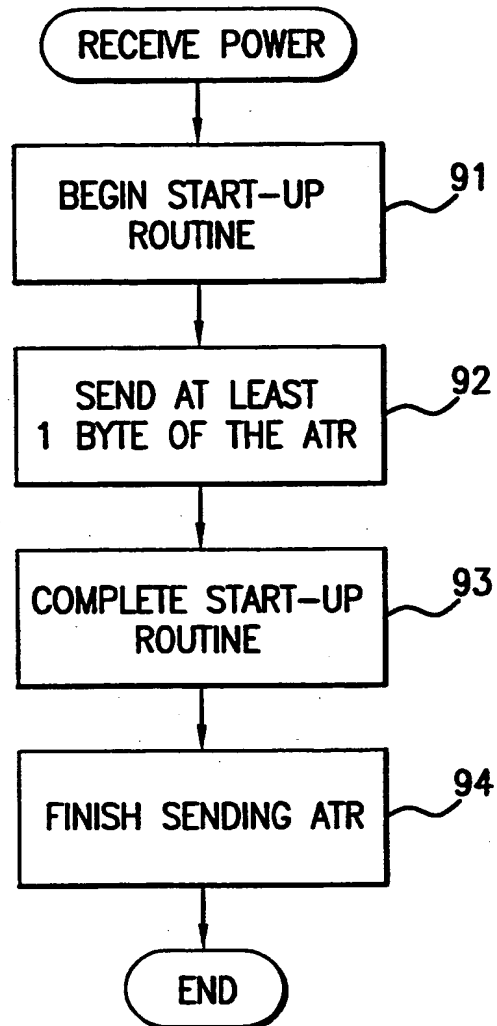 RECEIVE POWER
BEGIN START-UP
ROUTINE
91
SEND AT LEAST
1 BYTE OF THE ATR
92
COMPLETE START-UP
ROUTINE
93
FINISH SENDING ATR
94
END